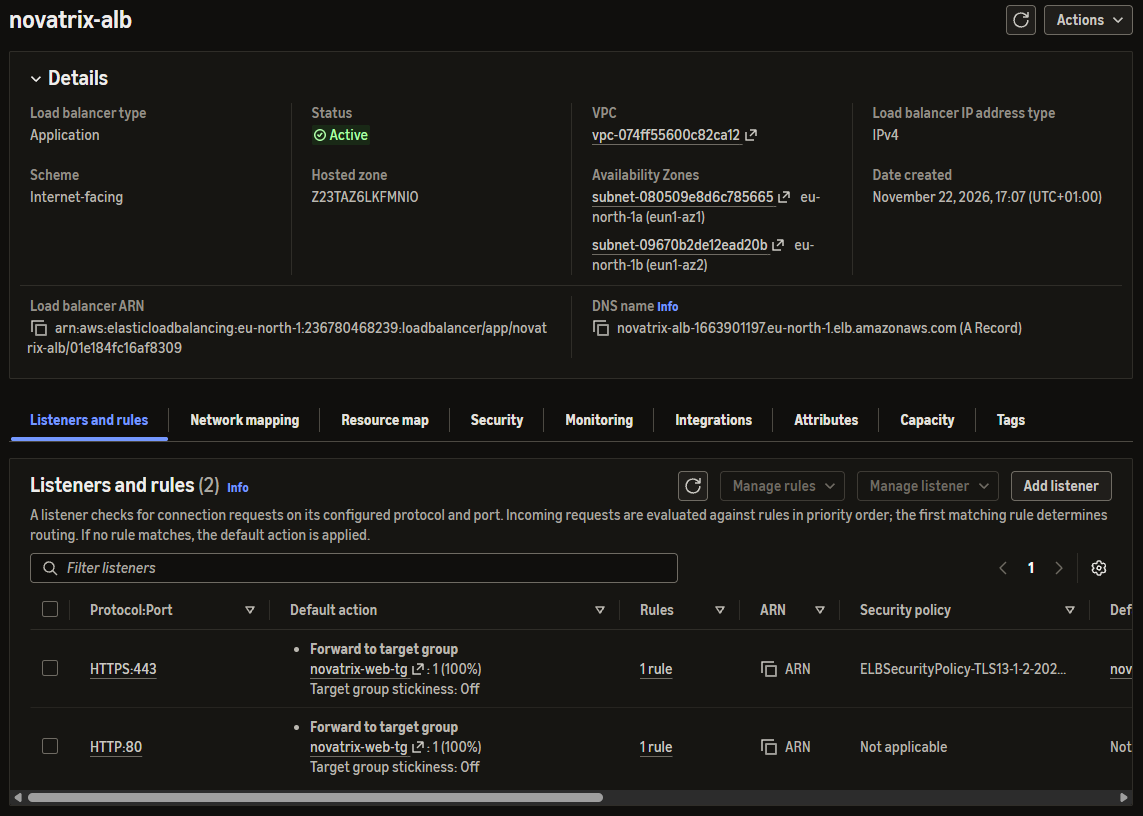 novatrix-alb
Actions
Details
Load balancer type
Application
Status
Active
VPC
vpc-074ff55600c82ca12
Load balancer IP address type
IPv4
Scheme
Internet-facing
Hosted zone
Z23TAZ6LKFMNIO
Availability Zones
subnet-080509e8d6c785665 eu-
north-1a (eun1-az1)
subnet-09670b2de12ead20b eu-
north-1b (eun1-az2)
Date created
November 22, 2026, 17:07 (UTC+01:00)
Load balancer ARN
arn:aws:elasticloadbalancing:eu-north-1:236780468239:loadbalancer/app/novat
rix-alb/01e184fc16af8309
DNS name Info
novatrix-alb-1663901197.eu-north-1.elb.amazonaws.com (A Record)
Listeners and rules Network mapping Resource map Security Monitoring Integrations Attributes Capacity Tags
Listeners and rules (2) Info
Manage rules Manage listener Add listener
A listener checks for connection requests on its configured protocol and port. Incoming requests are evaluated against rules in priority order; the first matching rule determines
routing. If no rule matches, the default action is applied.
Filter listeners
1
Protocol:Port Default action Rules ARN Security policy Def
HTTPS:443
• Forward to target group
novatrix-web-tg : 1 (100%)
Target group stickiness: Off
1 rule
ARN
ELBSecurityPolicy-TLS13-1-2-202...
nov
HTTP:80
• Forward to target group
novatrix-web-tg : 1 (100%)
Target group stickiness: Off
1 rule
ARN
Not applicable
Not